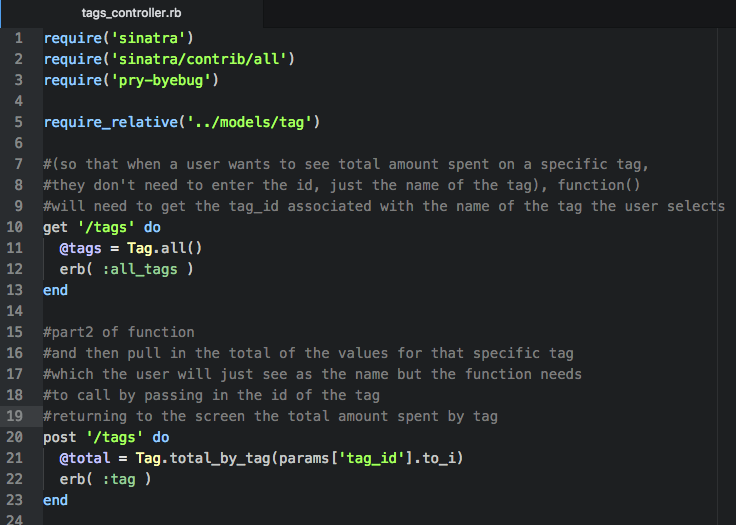 tags_controller.rb
1 require('sinatra')
2 require('sinatra/contrib/all')
3 require('pry-byebug')
4
5 require_relative('../models/tag')
6
7 #(so that when a user wants to see total amount spent on a specific tag,
8 #they don't need to enter the id, just the name of the tag), function()
9 #will need to get the tag_id associated with the name of the tag the user selects
10 get '/tags' do
11   @tags = Tag.all()
12   erb( :all_tags )
13 end
14
15 #part2 of function
16 #and then pull in the total of the values for that specific tag
17 #which the user will just see as the name but the function needs
18 #to call by passing in the id of the tag
19 #returning to the screen the total amount spent by tag
20 post '/tags' do
21   @total = Tag.total_by_tag(params['tag_id'].to_i)
22   erb( :tag )
23 end
24